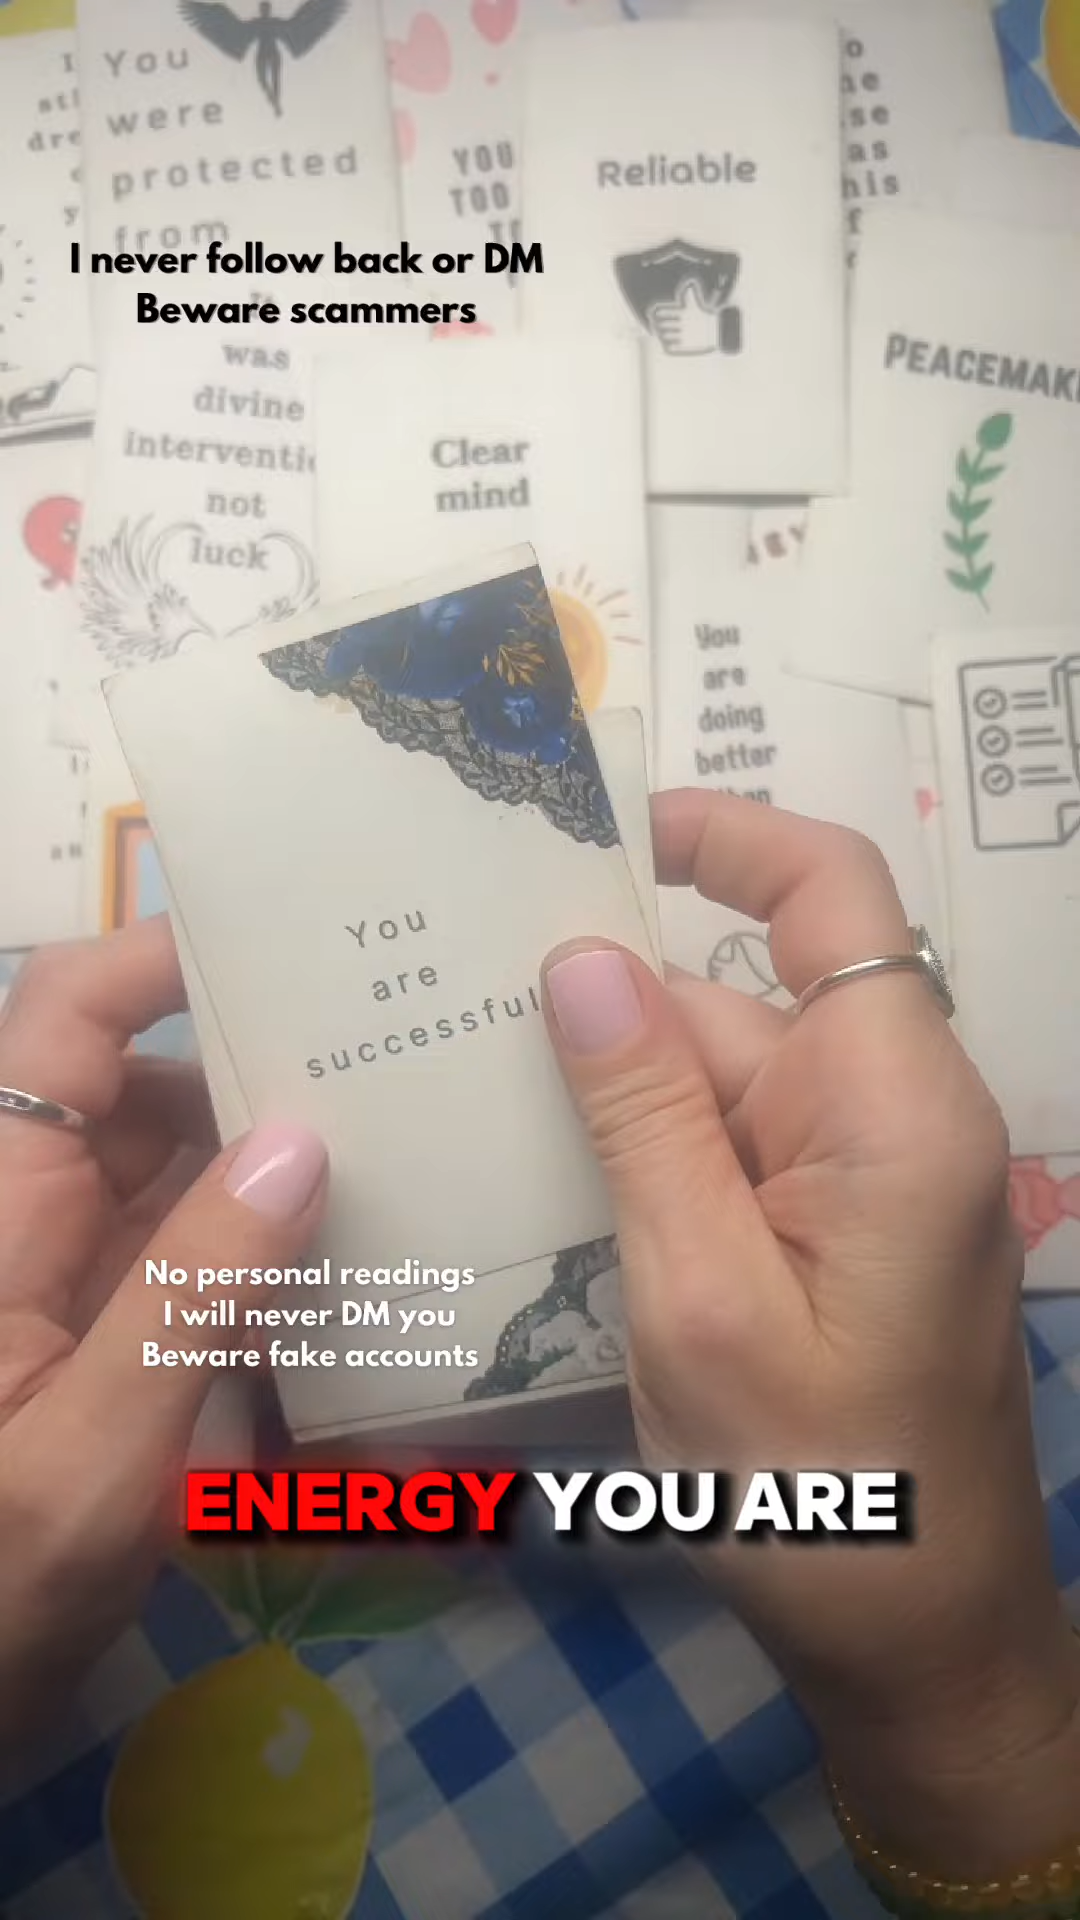 You
were
protected
from
YOU
TOO
Reliable
I never follow back or DM
Beware scammers
was
divine
not
luck
Clear
mind
You
are
doing
better
You
are
successful
No personal readings
I will never DM you
Beware fake accounts
ENERGY YOU ARE